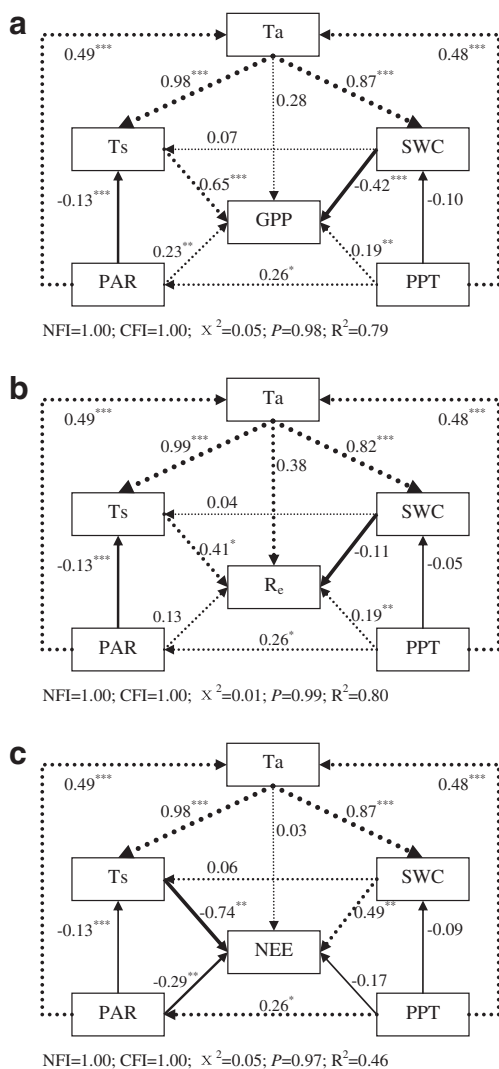 a
Ta
0.49***
0.48***
0.98***
0.87***
0.28
Ts
0.07
SWC
-0.13***
0.65***
-0.42***
-0.10
GPP
0.23**
0.19**
PAR
0.26*
PPT
NFI=1.00; CFI=1.00; χ²=0.05; P=0.98; R²=0.79
b
Ta
0.49***
0.48***
0.99***
0.82***
0.38
Ts
0.04
SWC
-0.13***
0.41*
-0.11
-0.05
Re
0.13
0.19**
PAR
0.26*
PPT
NFI=1.00; CFI=1.00; χ²=0.01; P=0.99; R²=0.80
c
Ta
0.49***
0.48***
0.98***
0.87***
0.03
Ts
0.06
SWC
-0.13***
-0.74**
0.49**
-0.09
NEE
-0.29**
-0.17
PAR
0.26*
PPT
NFI=1.00; CFI=1.00; χ²=0.05; P=0.97; R²=0.46